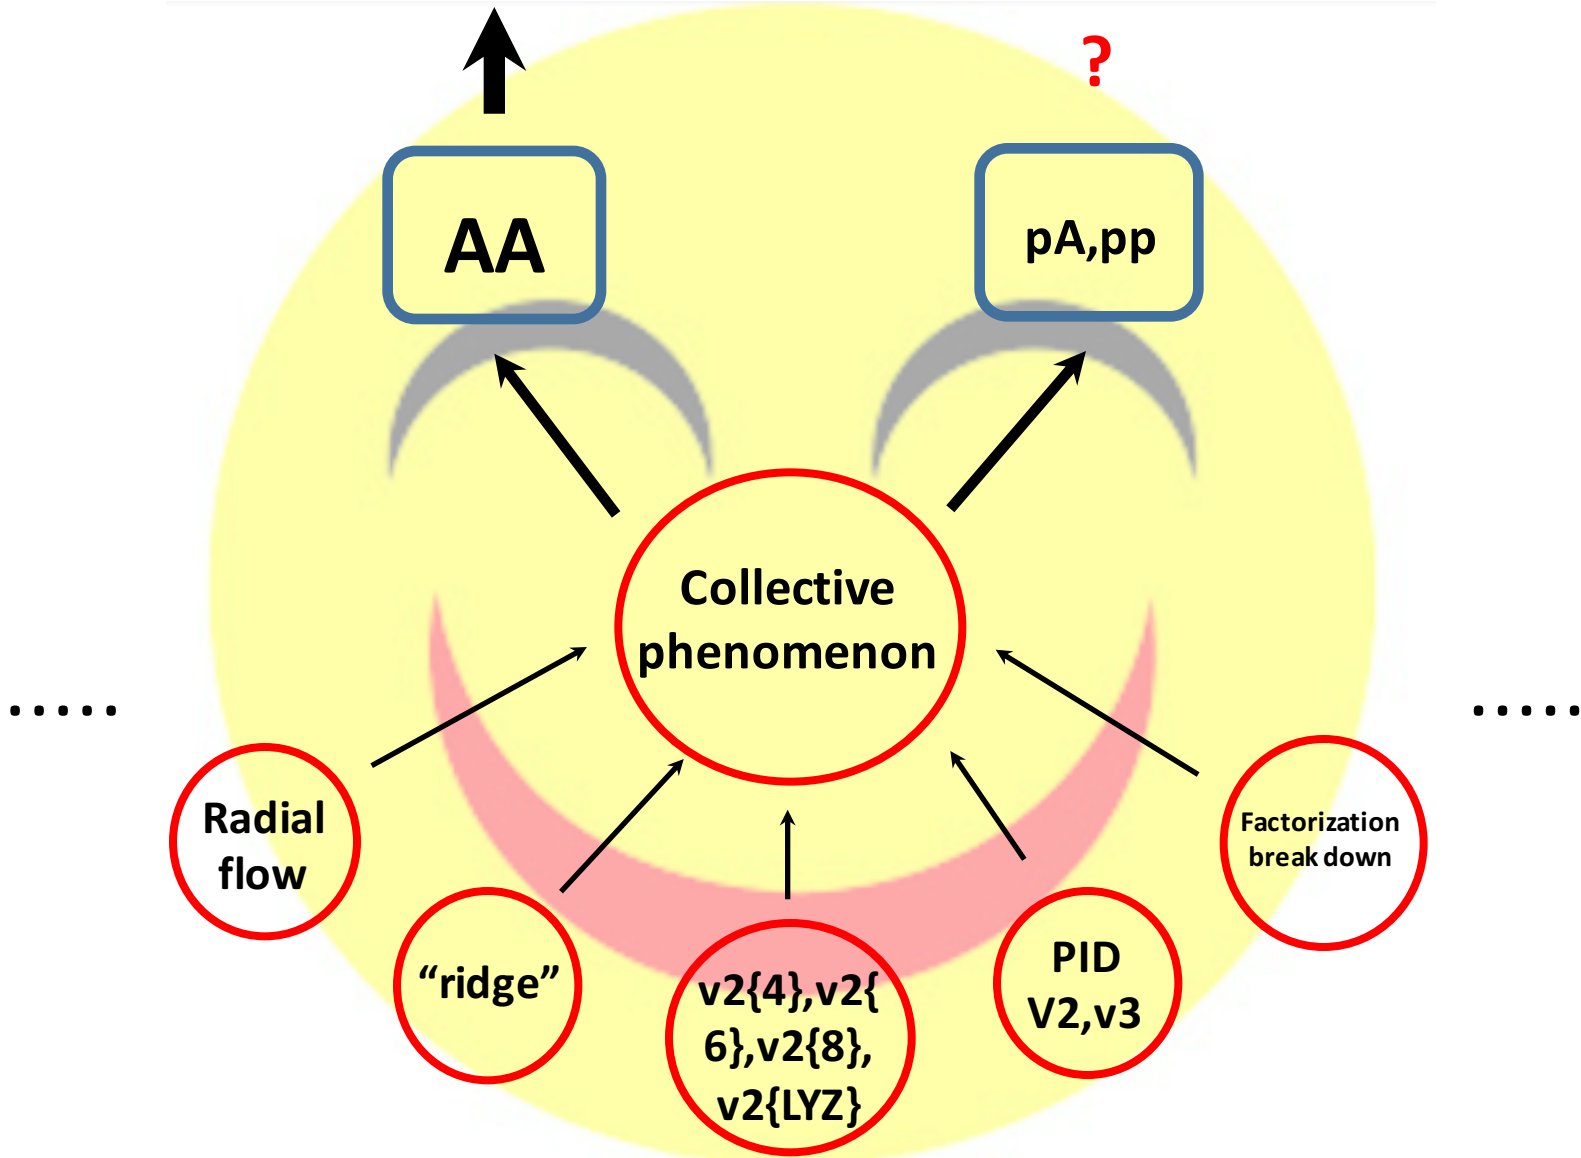 ?
AA
pA,pp
Collective
phenomenon
.....
.....
Radial
flow
“ridge”
v2{4},v2{
6},v2{8},
v2{LYZ}
PID
V2,v3
Factorization
break down